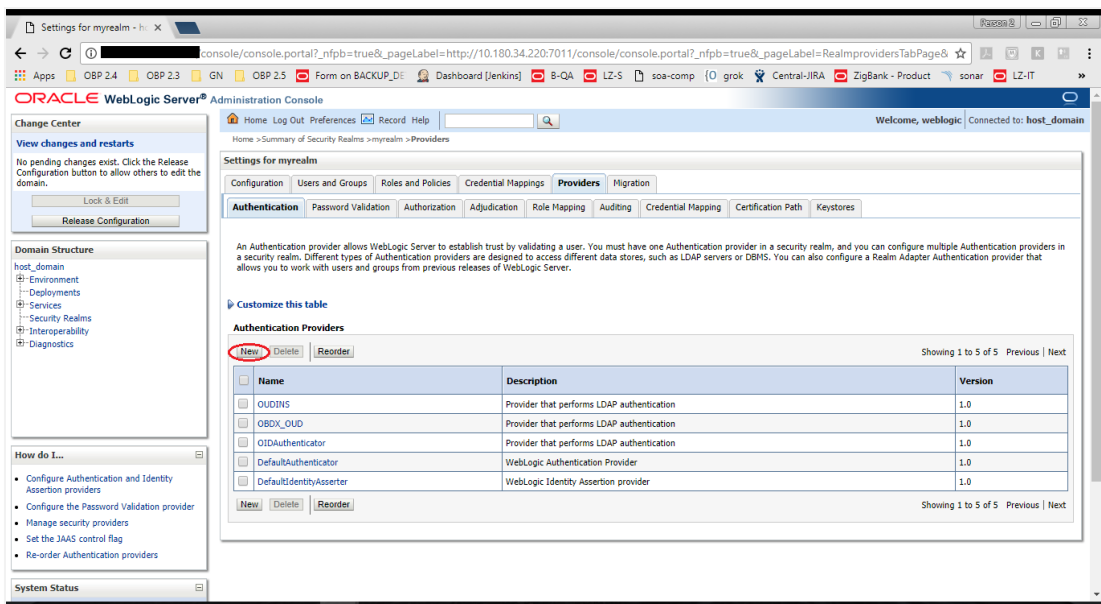 Settings for myrealm - h
Person 2
console/console.portal?_nfpb=true&_pageLabel=http://10.180.34.220:7011/console/console.portal?_nfpb=true&_pageLabel=RealmprovidersTabPage&
Apps OBP 2.4 OBP 2.3 GN OBP 2.5 Form on BACKUP_DE Dashboard [Jenkins] B-QA LZ-S soa-comp grok Central-JIRA ZigBank - Product sonar LZ-IT »
ORACLE WebLogic Server® Administration Console
Change Center
View changes and restarts
No pending changes exist. Click the Release
Configuration button to allow others to edit the
domain.
Lock & Edit
Release Configuration
Domain Structure
host_domain
Environment
Deployments
Services
Security Realms
Interoperability
Diagnostics
How do I...
Configure Authentication and Identity
Assertion providers
Configure the Password Validation provider
Manage security providers
Set the JAAS control flag
Re-order Authentication providers
System Status
Home Log Out Preferences Record Help
Welcome, weblogic Connected to: host_domain
Home >Summary of Security Realms >myrealm >Providers
Settings for myrealm
Configuration Users and Groups Roles and Policies Credential Mappings Providers Migration
Authentication Password Validation Authorization Adjudication Role Mapping Auditing Credential Mapping Certification Path Keystores
An Authentication provider allows WebLogic Server to establish trust by validating a user. You must have one Authentication provider in a security realm, and you can configure multiple Authentication providers in
a security realm. Different types of Authentication providers are designed to access different data stores, such as LDAP servers or DBMS. You can also configure a Realm Adapter Authentication provider that
allows you to work with users and groups from previous releases of WebLogic Server.
Customize this table
Authentication Providers
New Delete Reorder Showing 1 to 5 of 5 Previous | Next
Name Description Version
OUDINS Provider that performs LDAP authentication 1.0
OBDX_OUD Provider that performs LDAP authentication 1.0
OIDAuthenticator Provider that performs LDAP authentication 1.0
DefaultAuthenticator WebLogic Authentication Provider 1.0
DefaultIdentityAsserter WebLogic Identity Assertion provider 1.0
New Delete Reorder Showing 1 to 5 of 5 Previous | Next